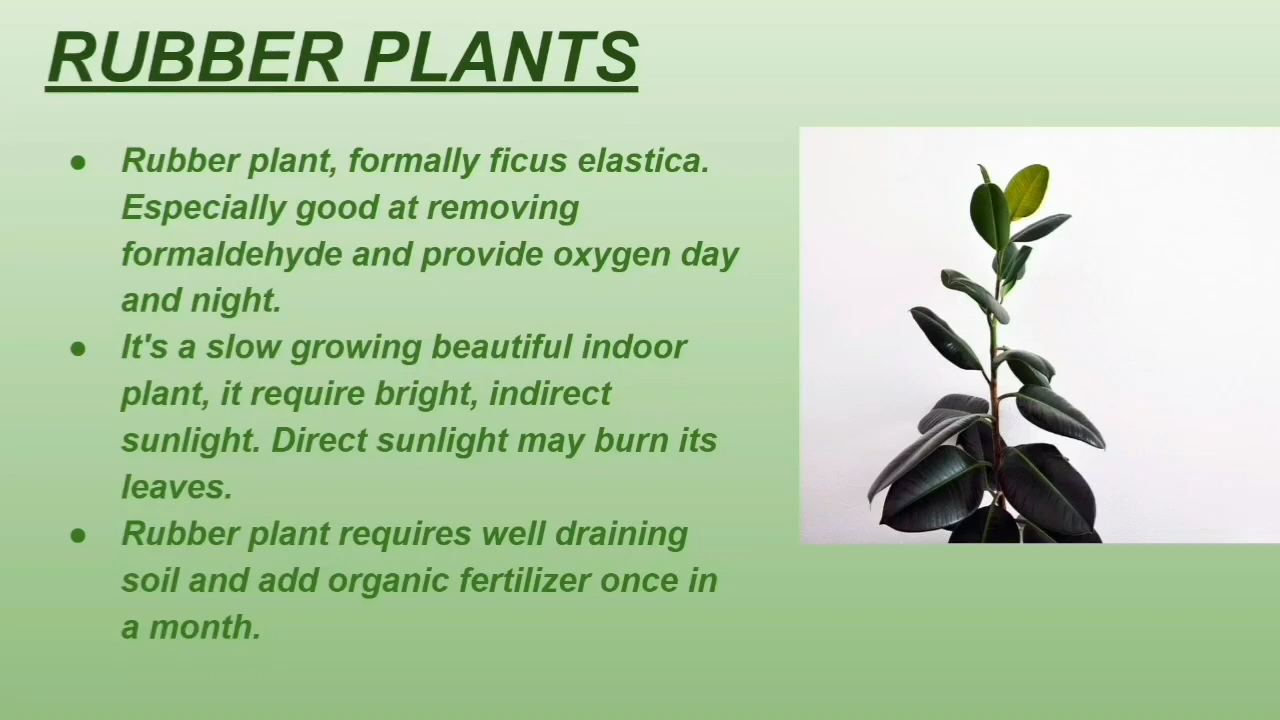 RUBBER PLANTS
● Rubber plant, formally ficus elastica.
Especially good at removing
formaldehyde and provide oxygen day
and night.
● It's a slow growing beautiful indoor
plant, it require bright, indirect
sunlight. Direct sunlight may burn its
leaves.
● Rubber plant requires well draining
soil and add organic fertilizer once in
a month.